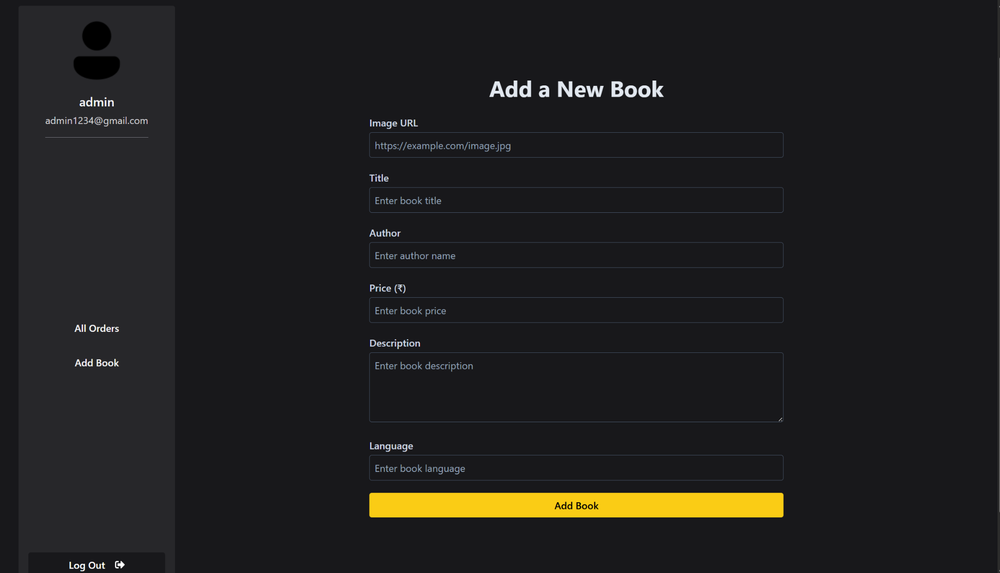 admin
admin1234@gmail.com
All Orders
Add Book
Log Out
Add a New Book
Image URL
https://example.com/image.jpg
Title
Enter book title
Author
Enter author name
Price (₹)
Enter book price
Description
Enter book description
Language
Enter book language
Add Book